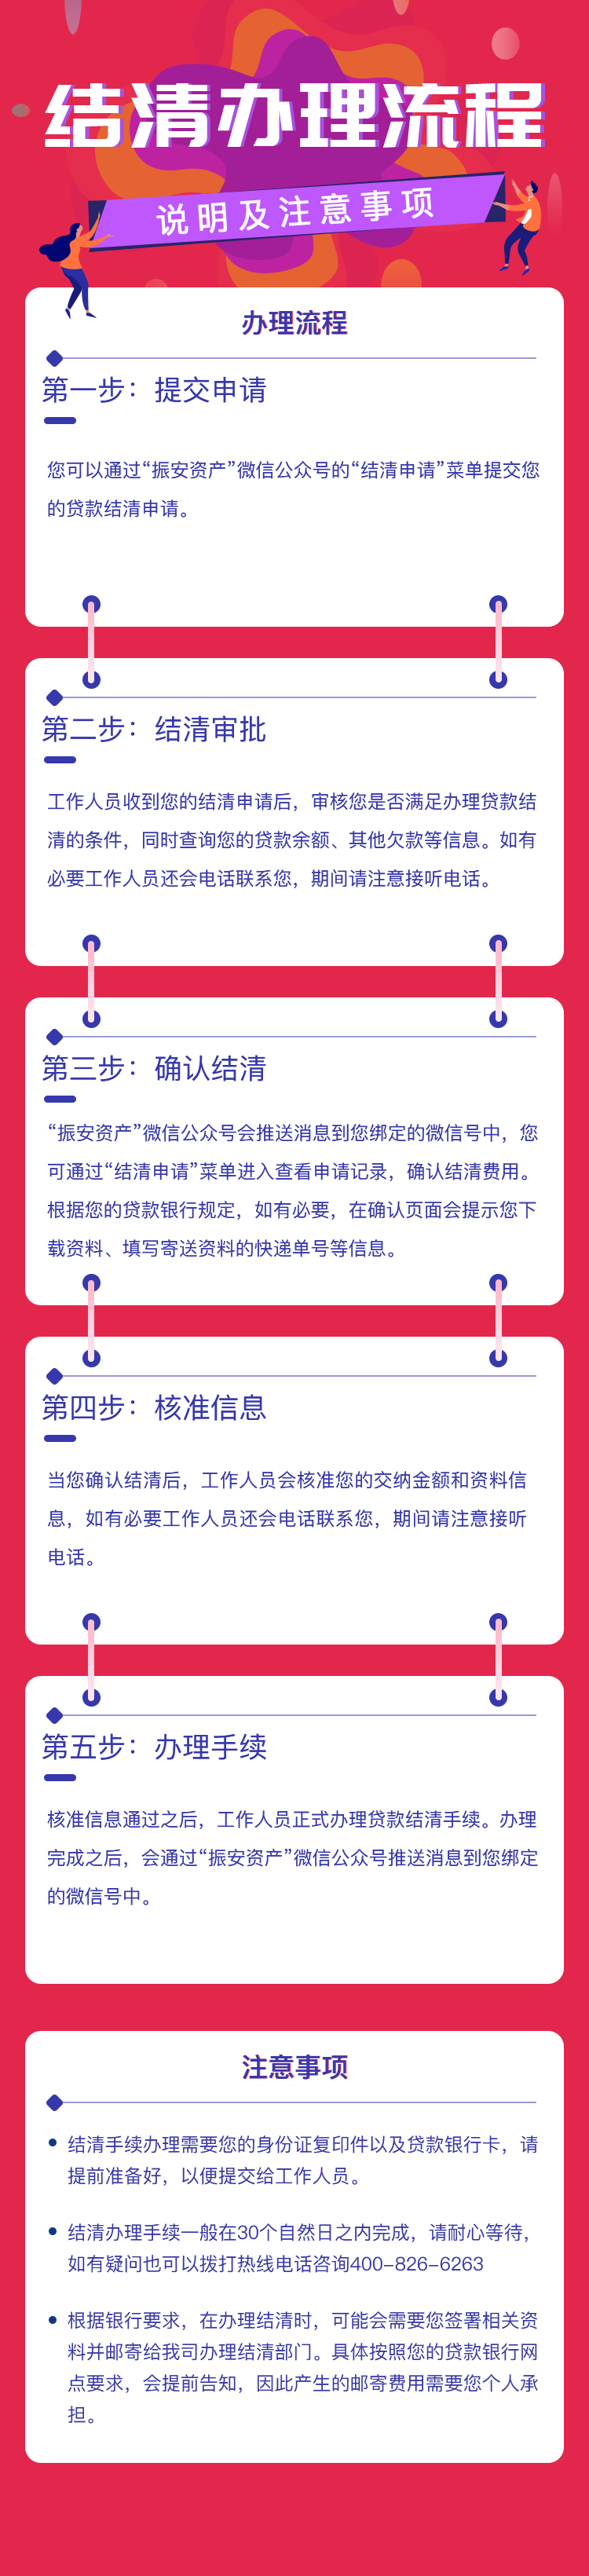 结清办理流程
说明及注意事项
办理流程
第一步：提交申请
您可以通过“振安资产”微信公众号的“结清申请”菜单提交您
的贷款结清申请。
第二步：结清审批
工作人员收到您的结清申请后，审核您是否满足办理贷款结
清的条件，同时查询您的贷款余额、其他欠款等信息。如有
必要工作人员还会电话联系您，期间请注意接听电话。
第三步：确认结清
“振安资产”微信公众号会推送消息到您绑定的微信号中，您
可通过“结清申请”菜单进入查看申请记录，确认结清费用。
根据您的贷款银行规定，如有必要，在确认页面会提示您下
载资料、填写寄送资料的快递单号等信息。
第四步：核准信息
当您确认结清后，工作人员会核准您的交纳金额和资料信
息，如有必要工作人员还会电话联系您，期间请注意接听
电话。
第五步：办理手续
核准信息通过之后，工作人员正式办理贷款结清手续。办理
完成之后，会通过“振安资产”微信公众号推送消息到您绑定
的微信号中。
注意事项
结清手续办理需要您的身份证复印件以及贷款银行卡，请
提前准备好，以便提交给工作人员。
结清办理手续一般在30个自然日之内完成，请耐心等待，
如有疑问也可以拨打热线电话咨询400-826-6263
根据银行要求，在办理结清时，可能会需要您签署相关资
料并邮寄给我司办理结清部门。具体按照您的贷款银行网
点要求，会提前告知，因此产生的邮寄费用需要您个人承
担。